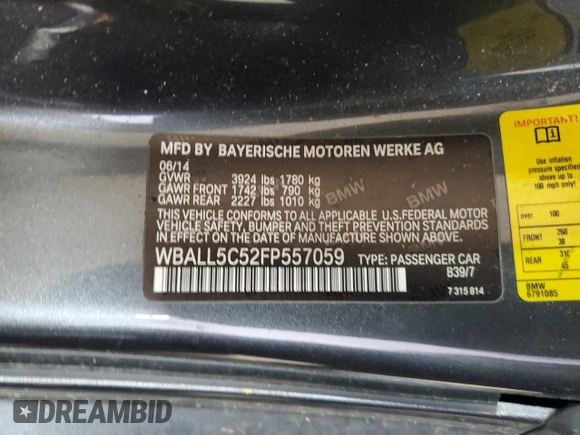 MFD BY BAYERISCHE MOTOREN WERKE AG
06/14
GVWR 3924 lbs 1780 kg
GAWR FRONT 1742 lbs 790 kg
GAWR REAR 2227 lbs 1010 kg
THIS VEHICLE CONFORMS TO ALL APPLICABLE U.S.FEDERAL MOTOR
VEHICLE SAFETY, BUMPER, AND THEFT PREVENTION
STANDARDS IN EFFECT ON THE DATE OF MANUFACTURE SHOWN ABOVE.
WBALL5C52FP557059 TYPE: PASSENGER CAR
B39/7
7 315 814
BMW
IMPORTANT!
Use inflation
specified
above if
up to
100 mph only!
over 100
FRONT 260
38
REAR 310
45
BMW
6791085
DREAMBID